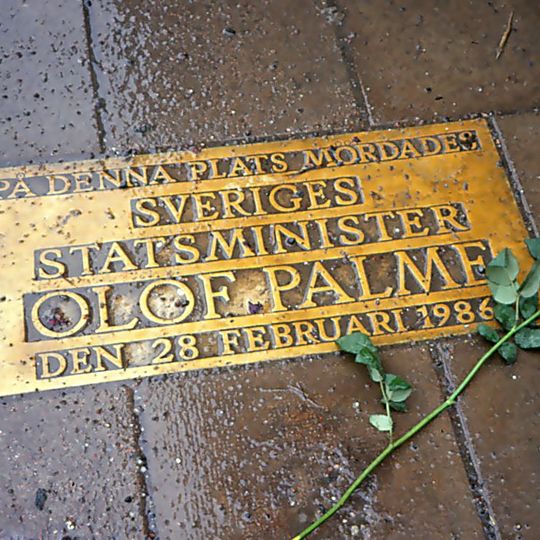 PÅ DENNA PLATS MÖRDADES
SVERIGES
STATSMINISTER
OLOF PALME
DEN 28 FEBRUARI 1986